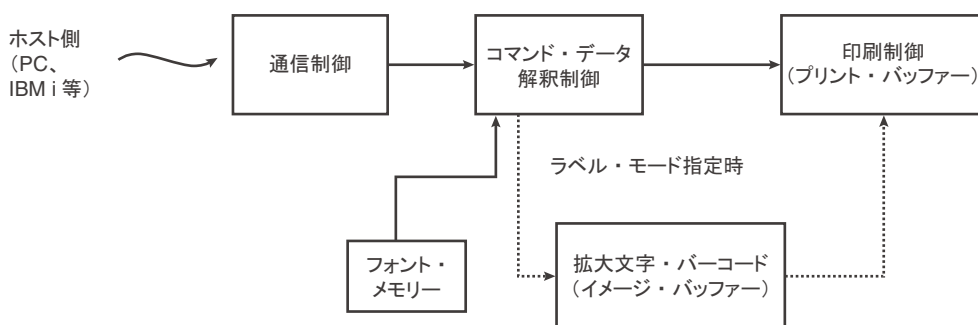 ホスト側
(PC、
IBM i 等)
通信制御
コマンド・データ
解釈制御
印刷制御
(プリント・バッファー)
ラベル・モード指定時
フォント・
メモリー
拡大文字・バーコード
(イメージ・バッファー)